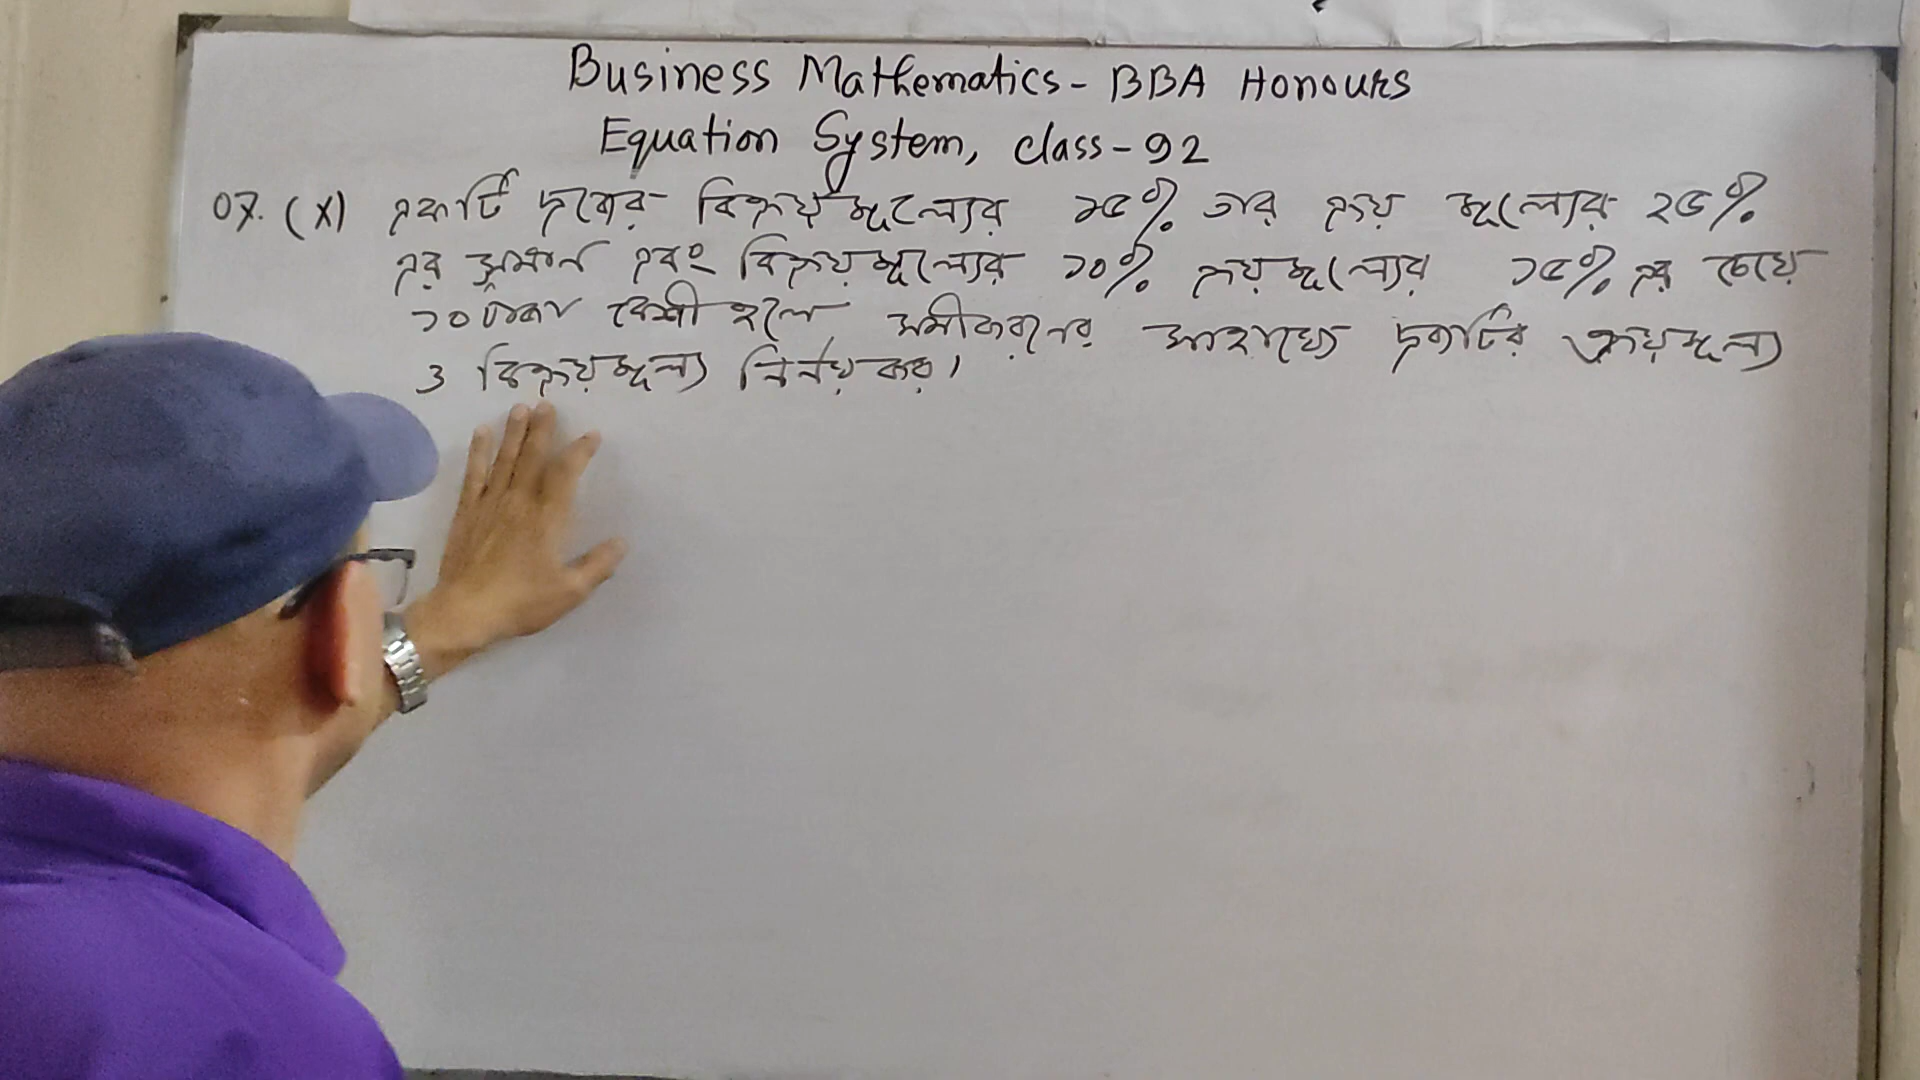 Business Mathematics - BBA Honours
Equation System, class-92
07. (X) একটি দ্রব্যের বিক্রয়মূল্যের ১৫% তার ক্রয় মূল্যের ২৫%
এর সমান এবং বিক্রয়মূল্যের ১০% ক্রয়মূল্যের ১৫% এর চেয়ে
১০ টাকা বেশী হলে, সমীকরণের সাহায্যে দ্রব্যটির ক্রয়মূল্য
ও বিক্রয়মূল্য নির্ণয় কর।